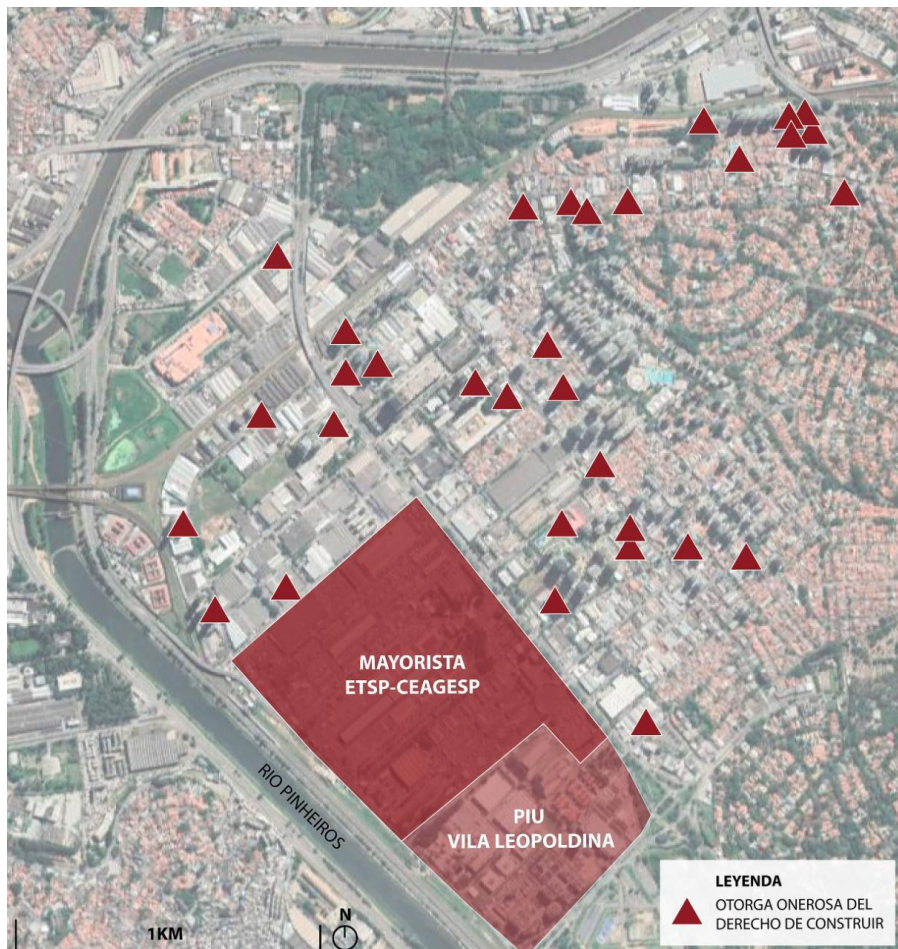 MAYORISTA
ETSP-CEAGESP
PIU
VILA LEOPOLDINA
RIO PINHEIROS
LEYENDA
OTORGA ONEROSA DEL
DERECHO DE CONSTRUIR
1KM
N